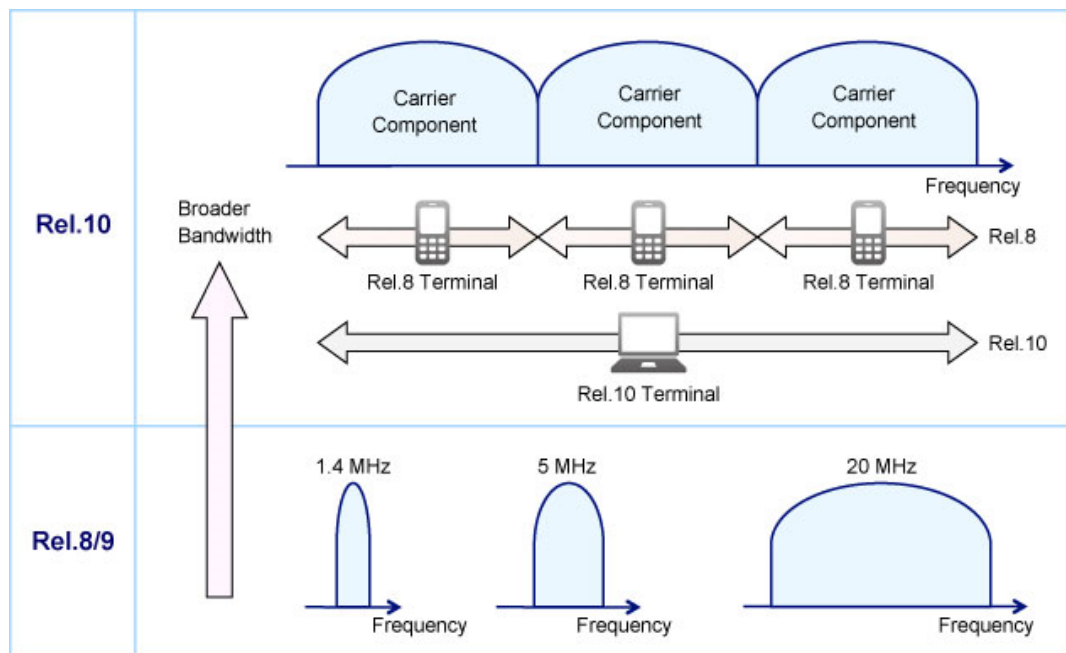 Rel.10
Broader
Bandwidth
Carrier
Component
Carrier
Component
Carrier
Component
Frequency
Rel.8
Rel.8 Terminal
Rel.8 Terminal
Rel.8 Terminal
Rel.10
Rel.10 Terminal
Rel.8/9
1.4 MHz
5 MHz
20 MHz
Frequency
Frequency
Frequency